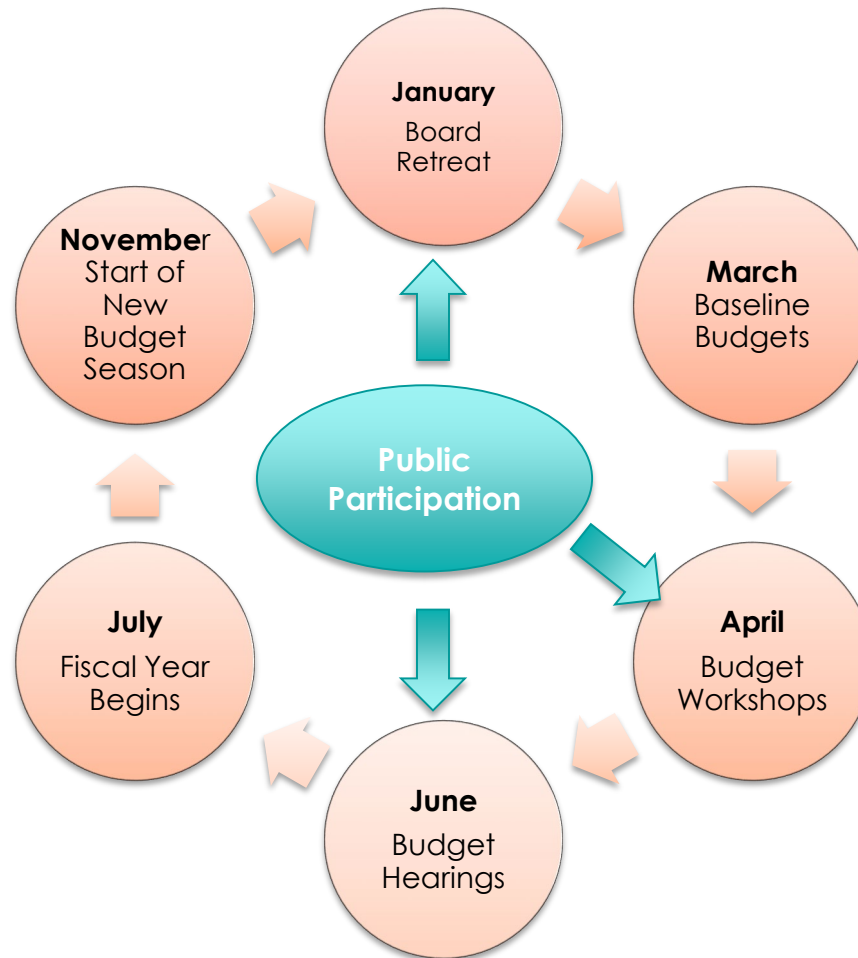 January
Board
Retreat
March
Baseline
Budgets
April
Budget
Workshops
June
Budget
Hearings
July
Fiscal Year
Begins
November
Start of
New
Budget
Season
Public
Participation